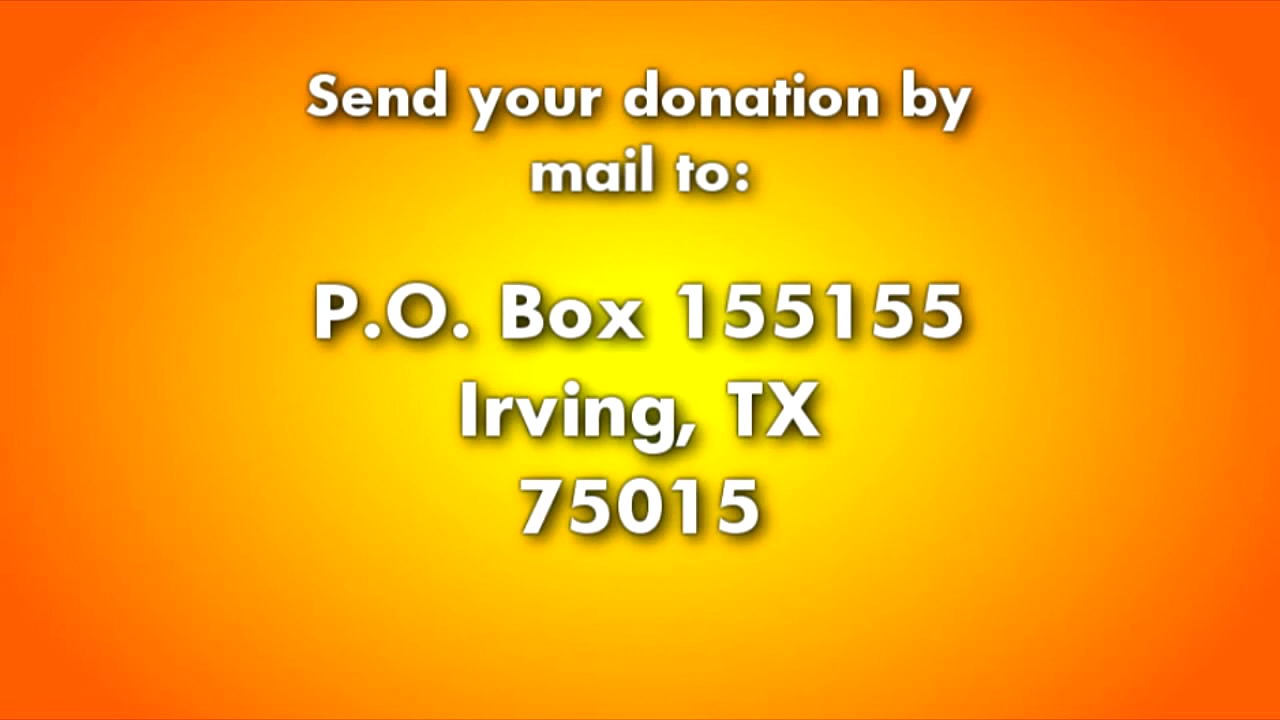 Send your donation by
mail to:
P.O. Box 155155
Irving, TX
75015